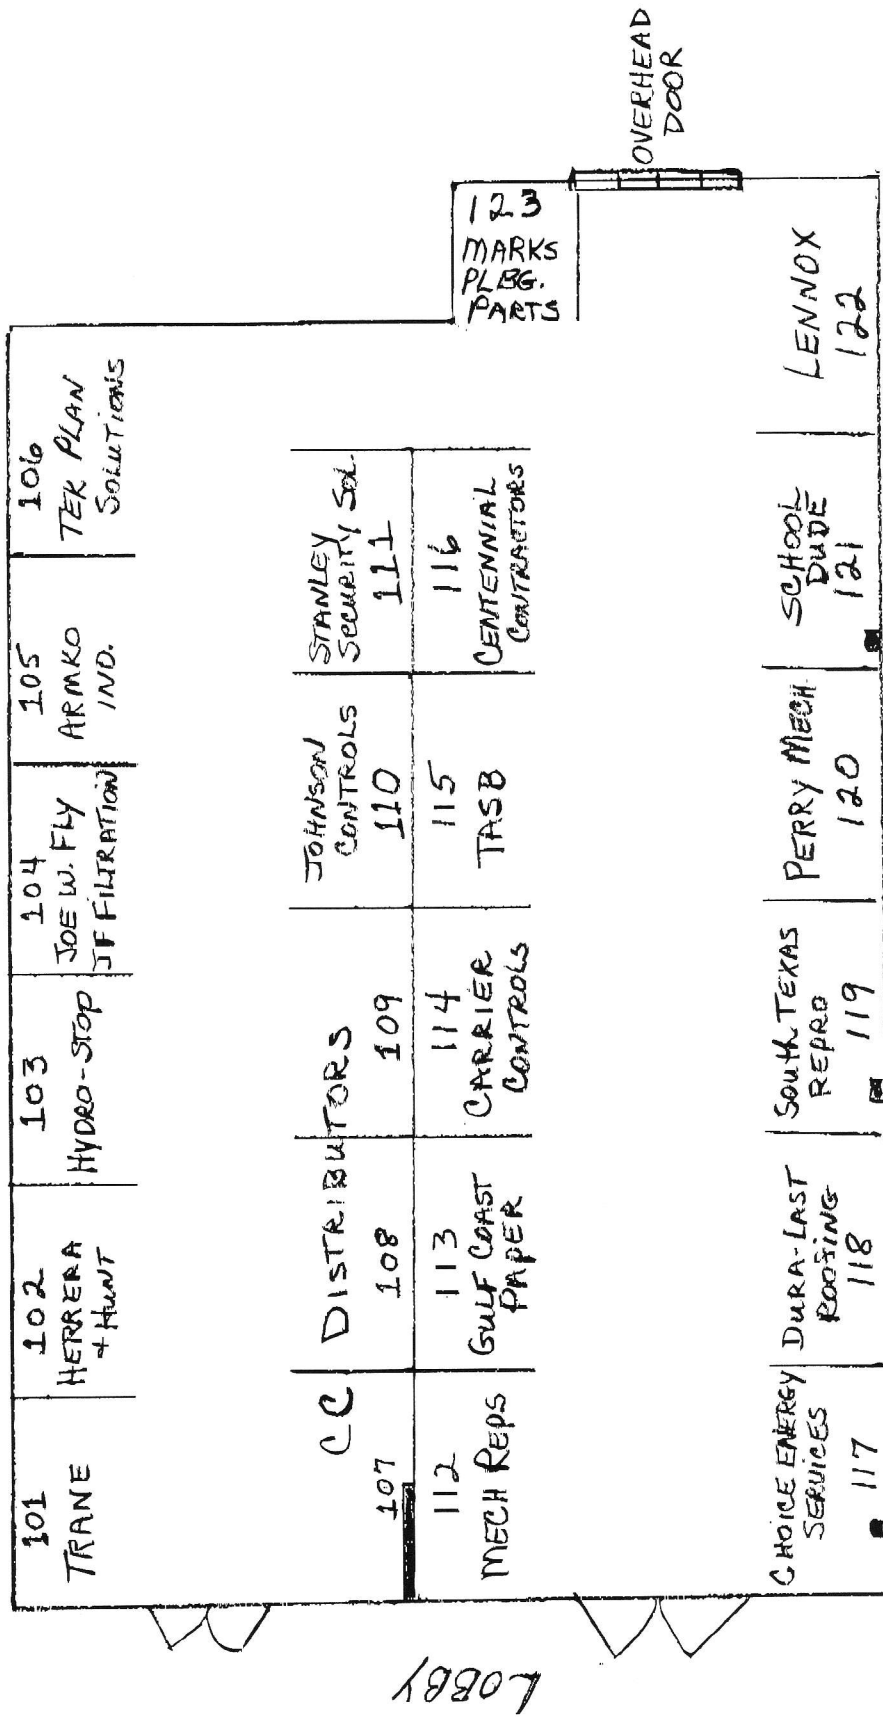 101
TRANE
102
HERRERA
+ HUNT
103
HYDRO-STOP
104
JOE W. FLY
JF FILTRATION
105
ARMKO
IND.
106
TEK PLAN
SOLUTIONS
CC DISTRIBUTORS
107
108
109
JOHNSON
CONTROLS
110
STANLEY
SECURITY SOL.
111
112
MECH REPS
113
GULF COAST
PAPER
114
CARRIER
CONTROLS
115
TASB
116
CENTENNIAL
CONTRACTORS
CHOICE ENERGY
SERVICES
117
DURA-LAST
ROOFING
118
SOUTH TEXAS
REPRO
119
PERRY MECH.
120
SCHOOL
DUDE
121
LENNOX
122
123
MARKS
PLBG.
PARTS
OVERHEAD
DOOR
LOBBY